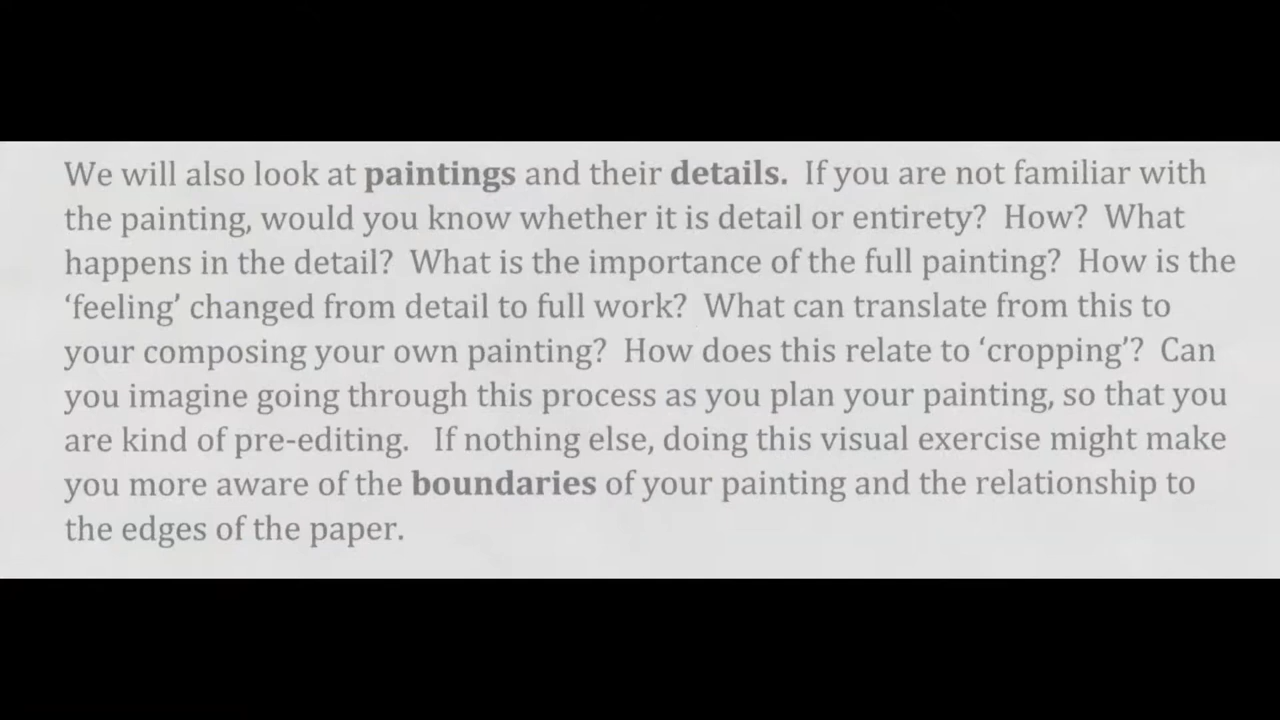 We will also look at paintings and their details.  If you are not familiar with
the painting, would you know whether it is detail or entirety?  How?  What
happens in the detail?  What is the importance of the full painting?  How is the
‘feeling’ changed from detail to full work?  What can translate from this to
your composing your own painting?  How does this relate to ‘cropping’?  Can
you imagine going through this process as you plan your painting, so that you
are kind of pre-editing.   If nothing else, doing this visual exercise might make
you more aware of the boundaries of your painting and the relationship to
the edges of the paper.